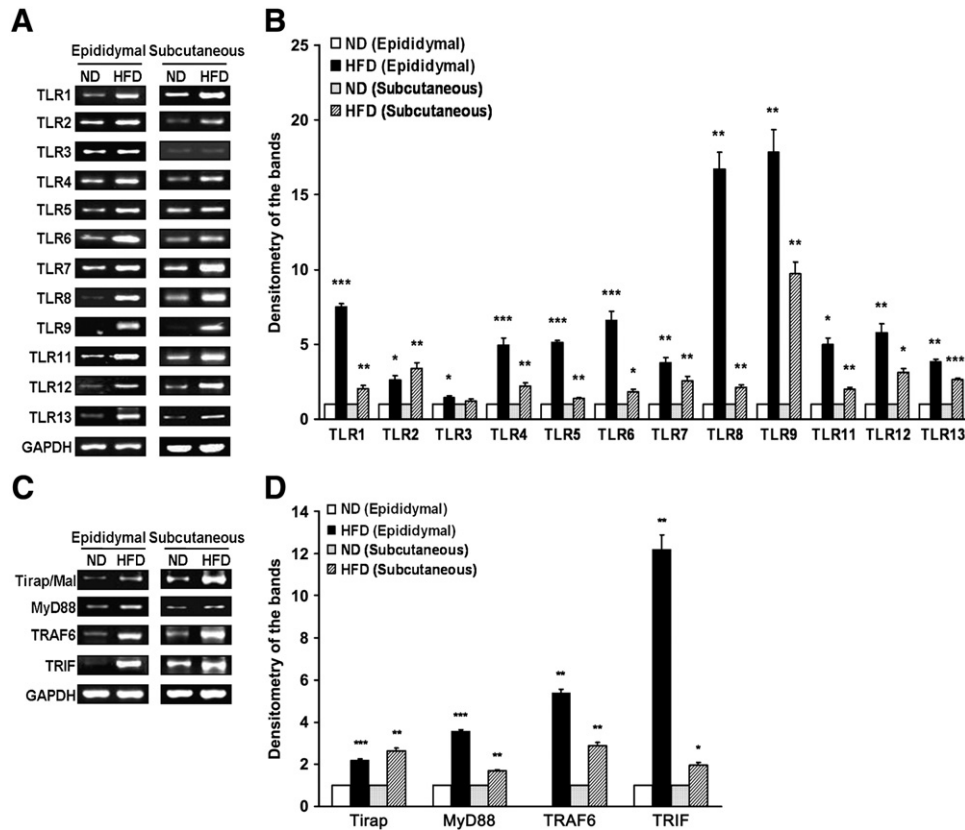 A
Epididymal Subcutaneous
ND HFD ND HFD
TLR1
TLR2
TLR3
TLR4
TLR5
TLR6
TLR7
TLR8
TLR9
TLR11
TLR12
TLR13
GAPDH
B
Densitometry of the bands
25
20
15
10
5
0
ND (Epididymal)
HFD (Epididymal)
ND (Subcutaneous)
HFD (Subcutaneous)
*** ** * ** * *** ** *** ** *** * ** ** ** ** ** ** * ** ** * ** ***
TLR1 TLR2 TLR3 TLR4 TLR5 TLR6 TLR7 TLR8 TLR9 TLR11 TLR12 TLR13
C
Epididymal Subcutaneous
ND HFD ND HFD
Tirap/Mal
MyD88
TRAF6
TRIF
GAPDH
D
Densitometry of the bands
14
12
10
8
6
4
2
0
ND (Epididymal)
HFD (Epididymal)
ND (Subcutaneous)
HFD (Subcutaneous)
*** ** *** ** ** ** ** *
Tirap MyD88 TRAF6 TRIF